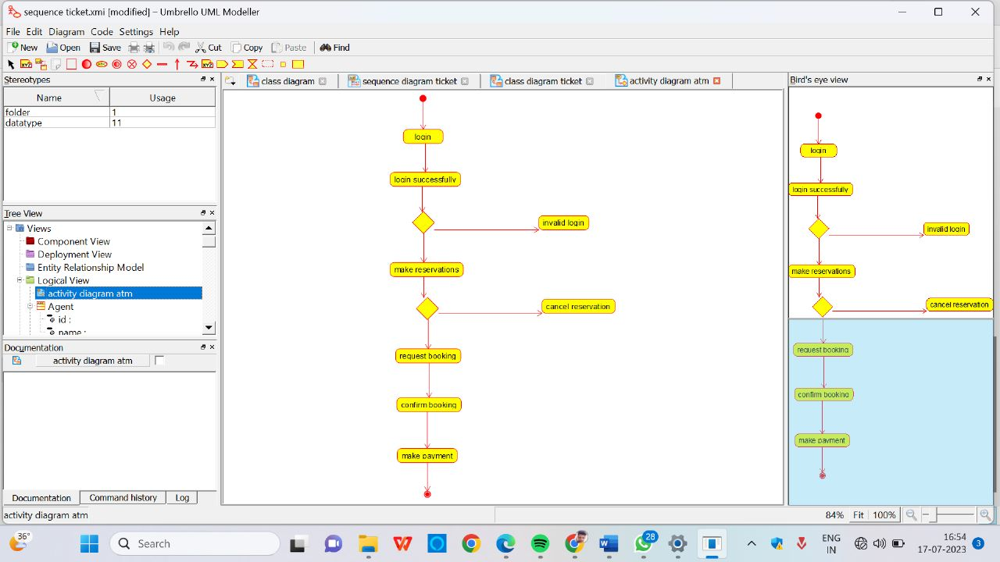 sequence ticket.xmi [modified] – Umbrello UML Modeller
File Edit Diagram Code Settings Help
New Open Save Cut Copy Paste Find
Stereotypes
Name Usage
folder 1
datatype 11
Tree View
Views
Component View
Deployment View
Entity Relationship Model
Logical View
activity diagram atm
Agent
id :
name :
Documentation
activity diagram atm
Documentation Command history Log
class diagram sequence diagram ticket class diagram ticket activity diagram atm
login
login successfully
invalid login
make reservations
cancel reservation
request booking
confirm booking
make payment
Bird's eye view
login
login successfully
invalid login
make reservations
cancel reservation
request booking
confirm booking
make payment
activity diagram atm
84% Fit 100%
36°
Search
28
ENG
IN
16:54
17-07-2023
3